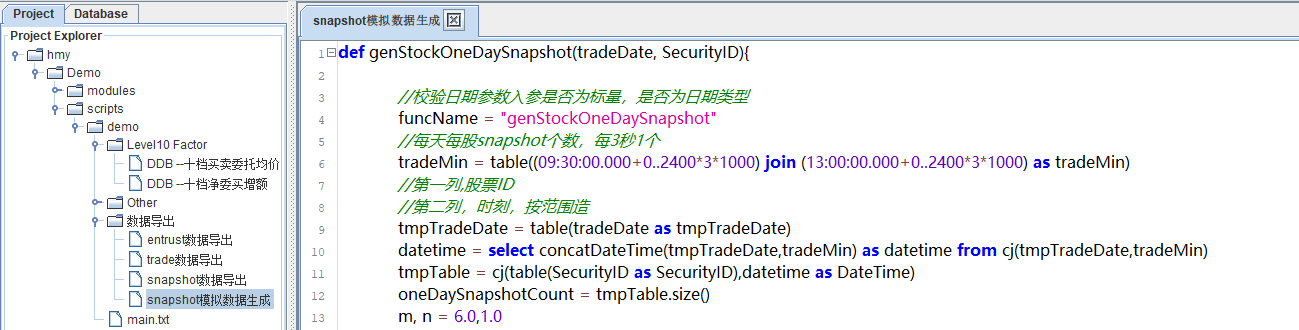 Project
Database
Project Explorer
hmy
Demo
modules
scripts
demo
Level10 Factor
DDB --十档买卖委托均价
DDB --十档净委买增额
Other
数据导出
entrust数据导出
trade数据导出
snapshot数据导出
snapshot模拟数据生成
main.txt
snapshot模拟数据生成
1 def genStockOneDaySnapshot(tradeDate, SecurityID){
2
3 //校验日期参数入参是否为标量，是否为日期类型
4 funcName = "genStockOneDaySnapshot"
5 //每天每股snapshot个数，每3秒1个
6 tradeMin = table((09:30:00.000+0..2400*3*1000) join (13:00:00.000+0..2400*3*1000) as tradeMin)
7 //第一列,股票ID
8 //第二列，时刻，按范围造
9 tmpTradeDate = table(tradeDate as tmpTradeDate)
10 datetime = select concatDateTime(tmpTradeDate,tradeMin) as datetime from cj(tmpTradeDate,tradeMin)
11 tmpTable = cj(table(SecurityID as SecurityID),datetime as DateTime)
12 oneDaySnapshotCount = tmpTable.size()
13 m, n = 6.0,1.0